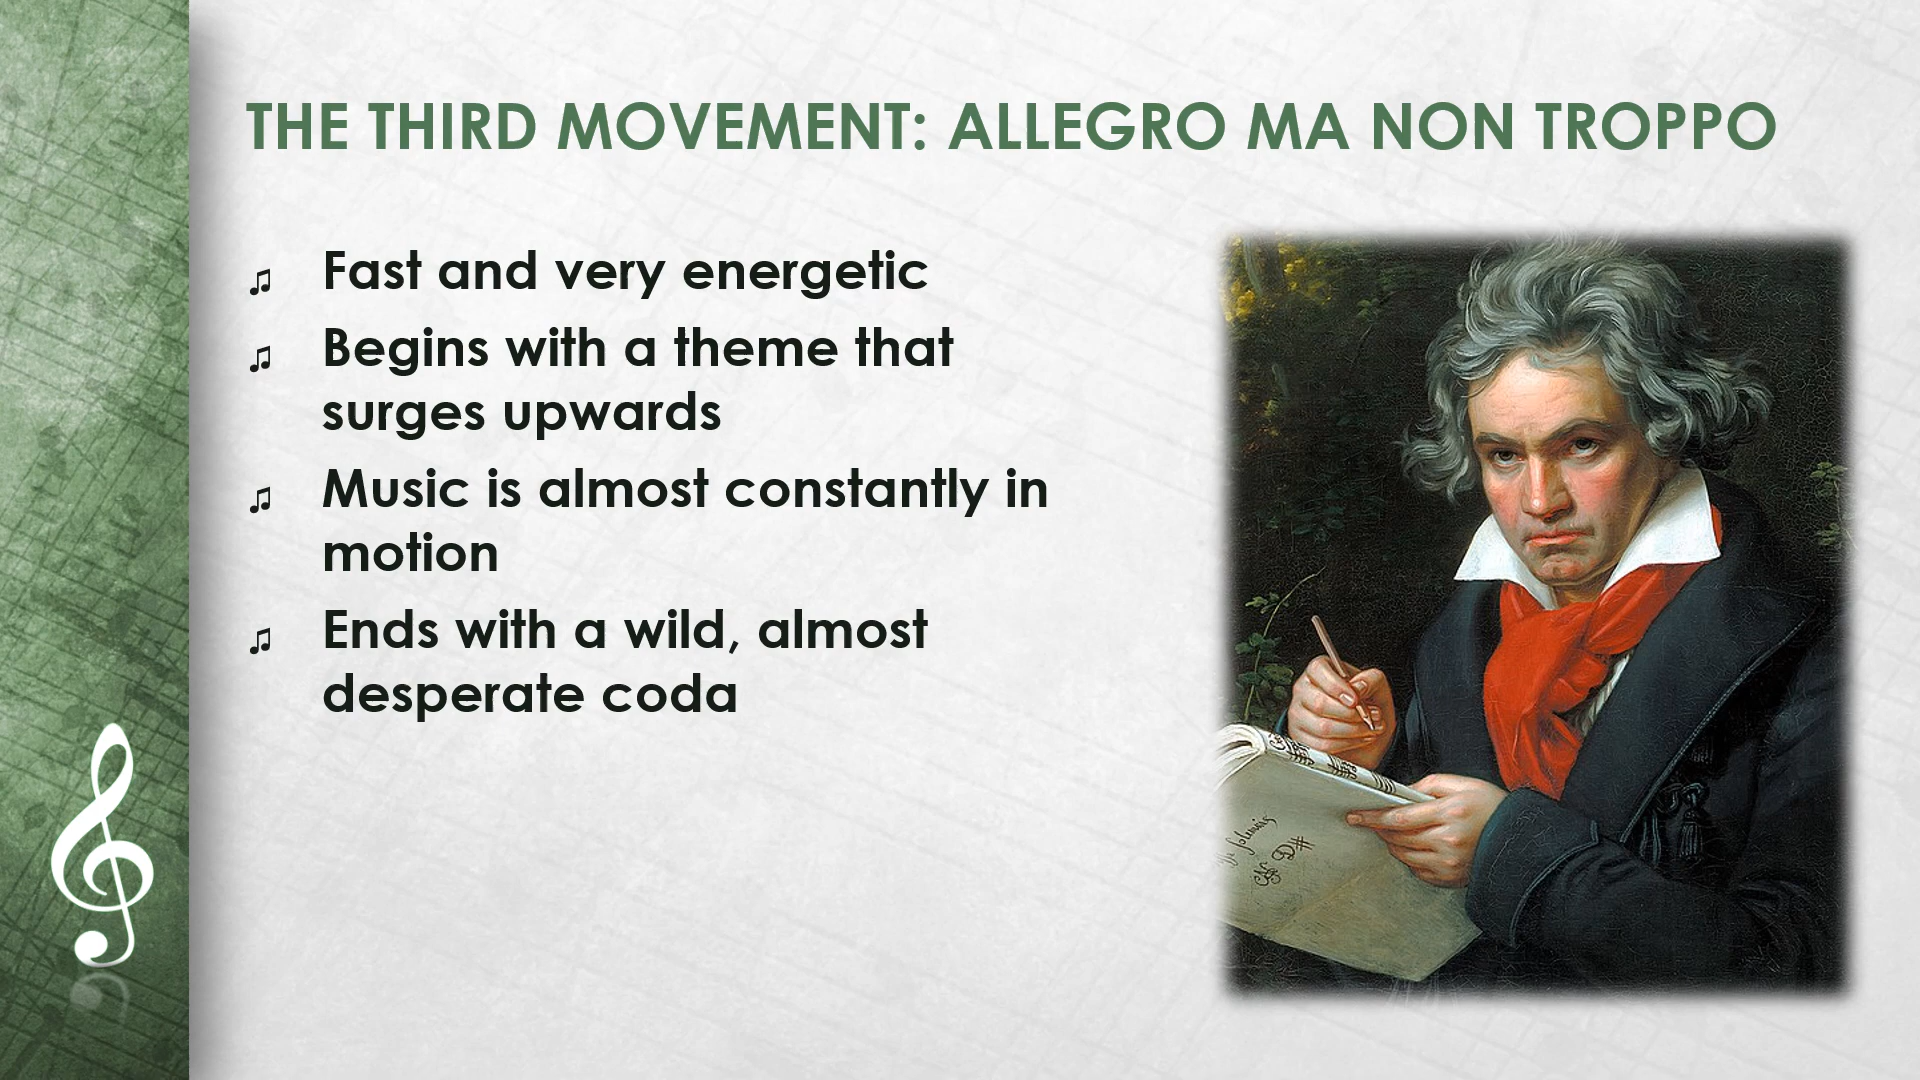 THE THIRD MOVEMENT: ALLEGRO MA NON TROPPO
Fast and very energetic
Begins with a theme that
surges upwards
Music is almost constantly in
motion
Ends with a wild, almost
desperate coda
D#